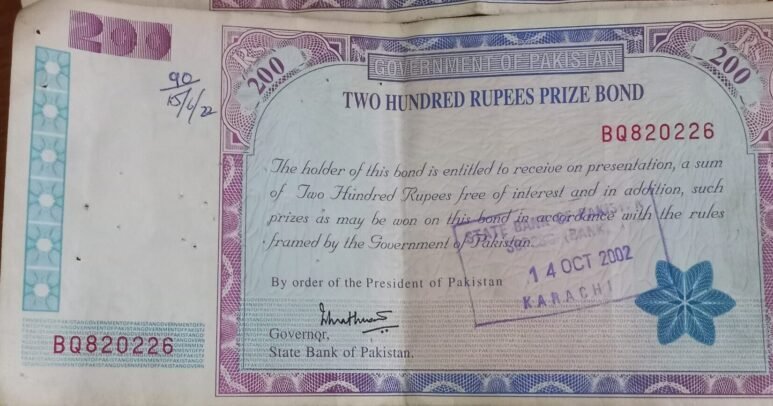 200
90
15/6/22
Rs 200
GOVERNMENT OF PAKISTAN
Rs 200
TWO HUNDRED RUPEES PRIZE BOND
BQ820226
The holder of this bond is entitled to receive on presentation, a sum
of Two Hundred Rupees free of interest and in addition, such
prizes as may be won on this bond in accordance with the rules
framed by the Government of Pakistan.
STATE BANK OF PAKISTAN
14 OCT 2002
KARACHI
By order of the President of Pakistan
Governor,
State Bank of Pakistan.
BQ820226